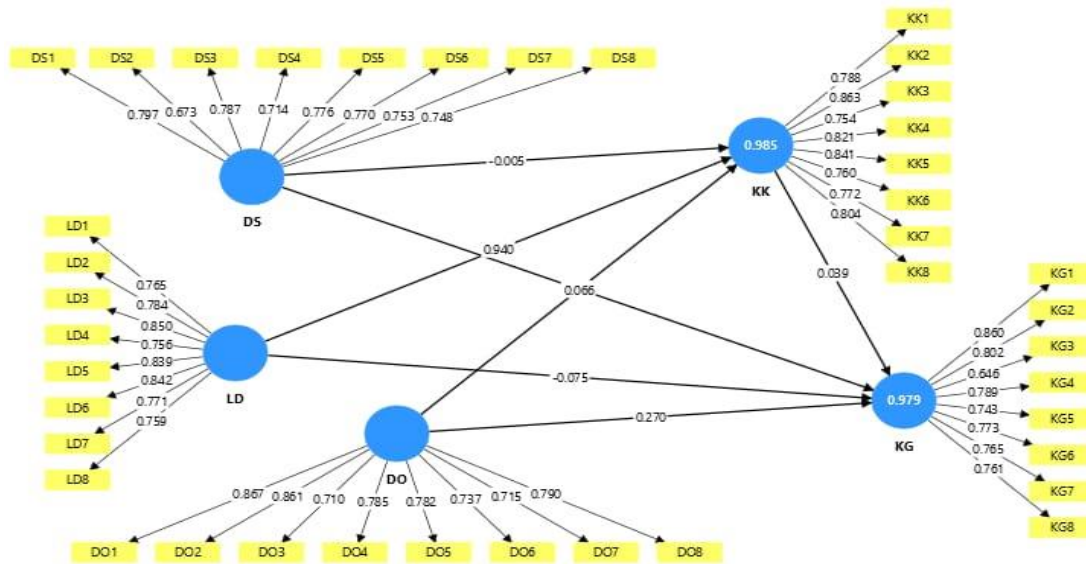 DS1 DS2 DS3 DS4 DS5 DS6 DS7 DS8
0.797 0.673 0.787 0.714 0.776 0.770 0.753 0.748
DS
KK1
KK2
KK3
KK4
KK5
KK6
KK7
KK8
0.788
0.863
0.754
0.821
0.841
0.760
0.772
0.804
0.985
KK
-0.005
0.940
0.066
0.039
-0.075
0.270
LD1
LD2
LD3
LD4
LD5
LD6
LD7
LD8
0.765
0.784
0.850
0.756
0.839
0.842
0.771
0.759
LD
KG1
KG2
KG3
KG4
KG5
KG6
KG7
KG8
0.860
0.802
0.646
0.789
0.743
0.773
0.765
0.761
0.979
KG
DO
0.867 0.861 0.710 0.785 0.782 0.737 0.715 0.790
DO1 DO2 DO3 DO4 DO5 DO6 DO7 DO8